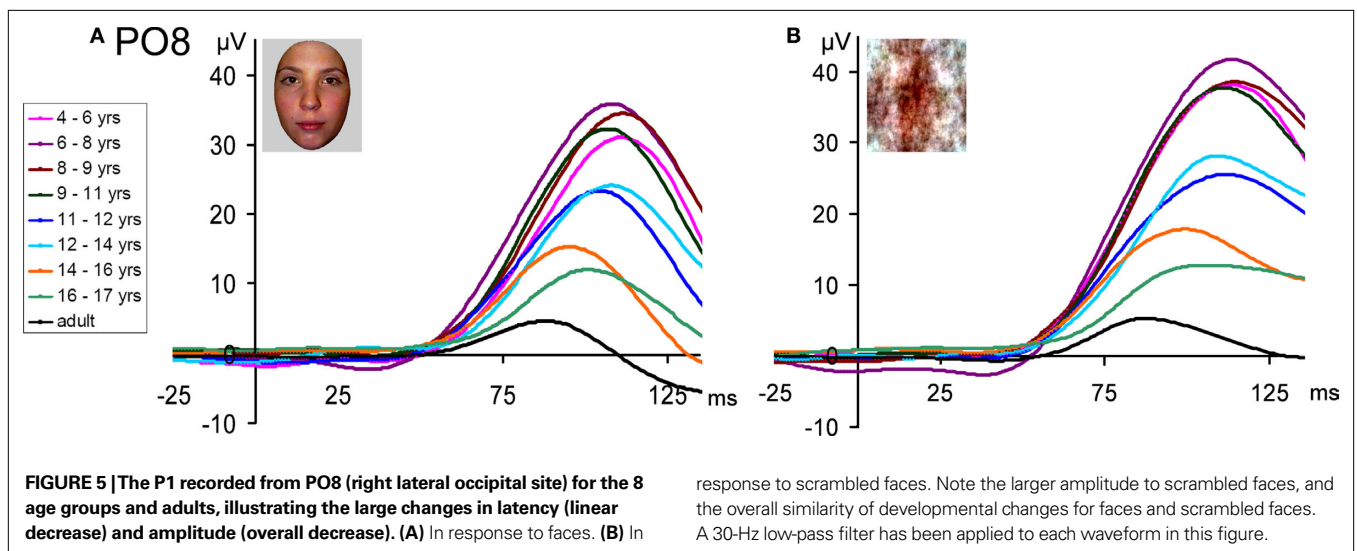 A PO8
µV
40
30
20
10
0
-10
-25
25
75
125
ms
4 - 6 yrs
6 - 8 yrs
8 - 9 yrs
9 - 11 yrs
11 - 12 yrs
12 - 14 yrs
14 - 16 yrs
16 - 17 yrs
adult
B
µV
40
30
20
10
0
-10
-25
25
75
125
ms
FIGURE 5 | The P1 recorded from PO8 (right lateral occipital site) for the 8
age groups and adults, illustrating the large changes in latency (linear
decrease) and amplitude (overall decrease). (A) In response to faces. (B) In
response to scrambled faces. Note the larger amplitude to scrambled faces, and
the overall similarity of developmental changes for faces and scrambled faces.
A 30-Hz low-pass filter has been applied to each waveform in this figure.